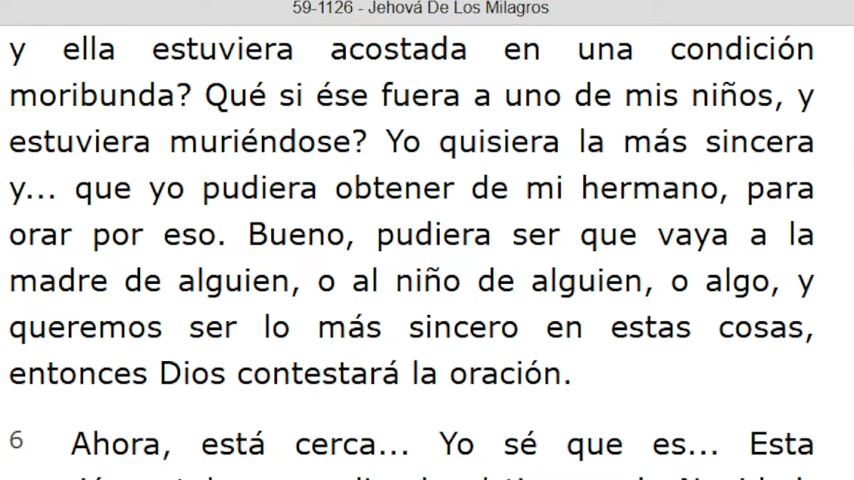 59-1126 - Jehová De Los Milagros
y ella estuviera acostada en una condición
moribunda? Qué si ése fuera a uno de mis niños, y
estuviera muriéndose? Yo quisiera la más sincera
y... que yo pudiera obtener de mi hermano, para
orar por eso. Bueno, pudiera ser que vaya a la
madre de alguien, o al niño de alguien, o algo, y
queremos ser lo más sincero en estas cosas,
entonces Dios contestará la oración.
6 Ahora, está cerca... Yo sé que es... Esta